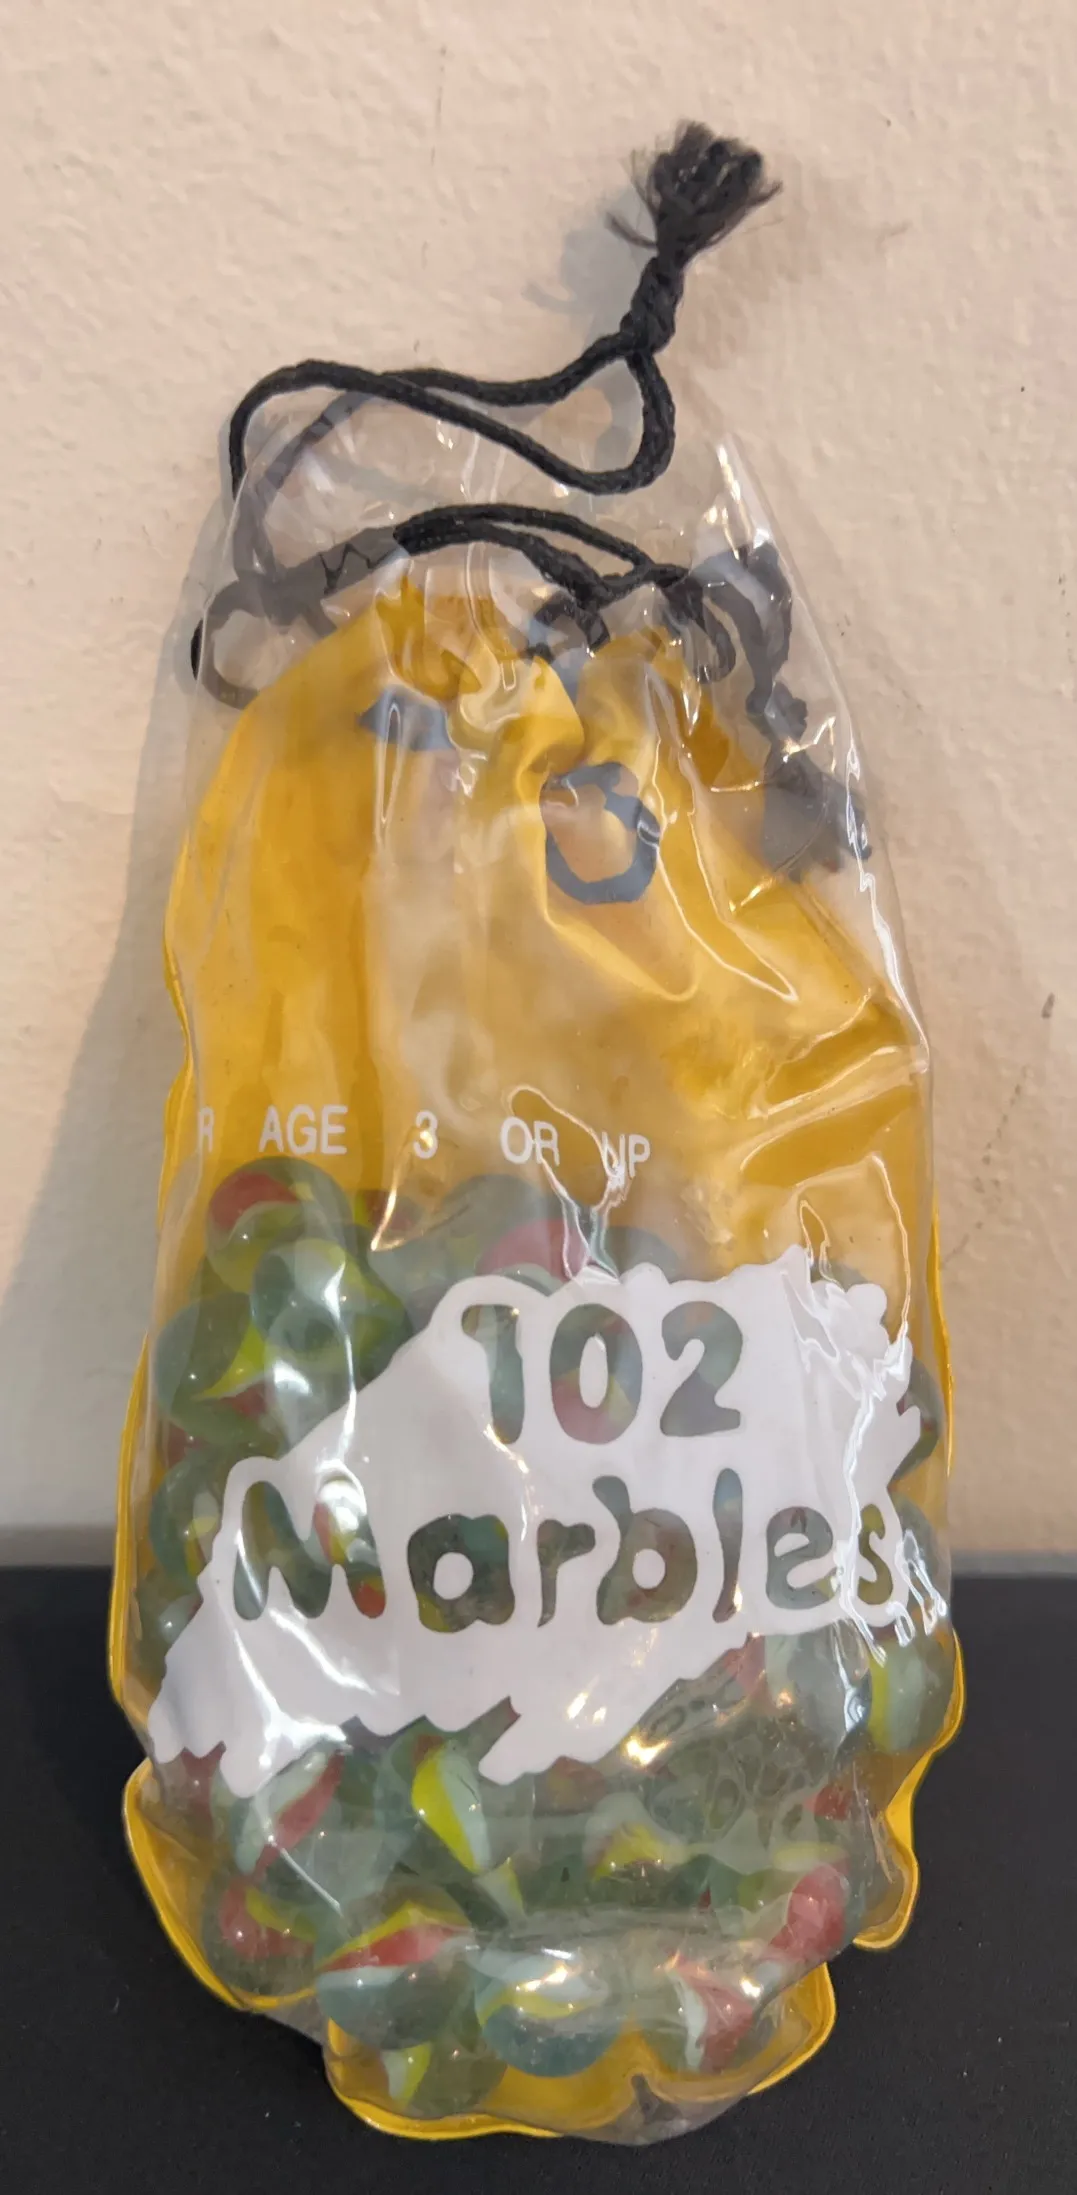 R AGE 3 OR UP
102
Marbles